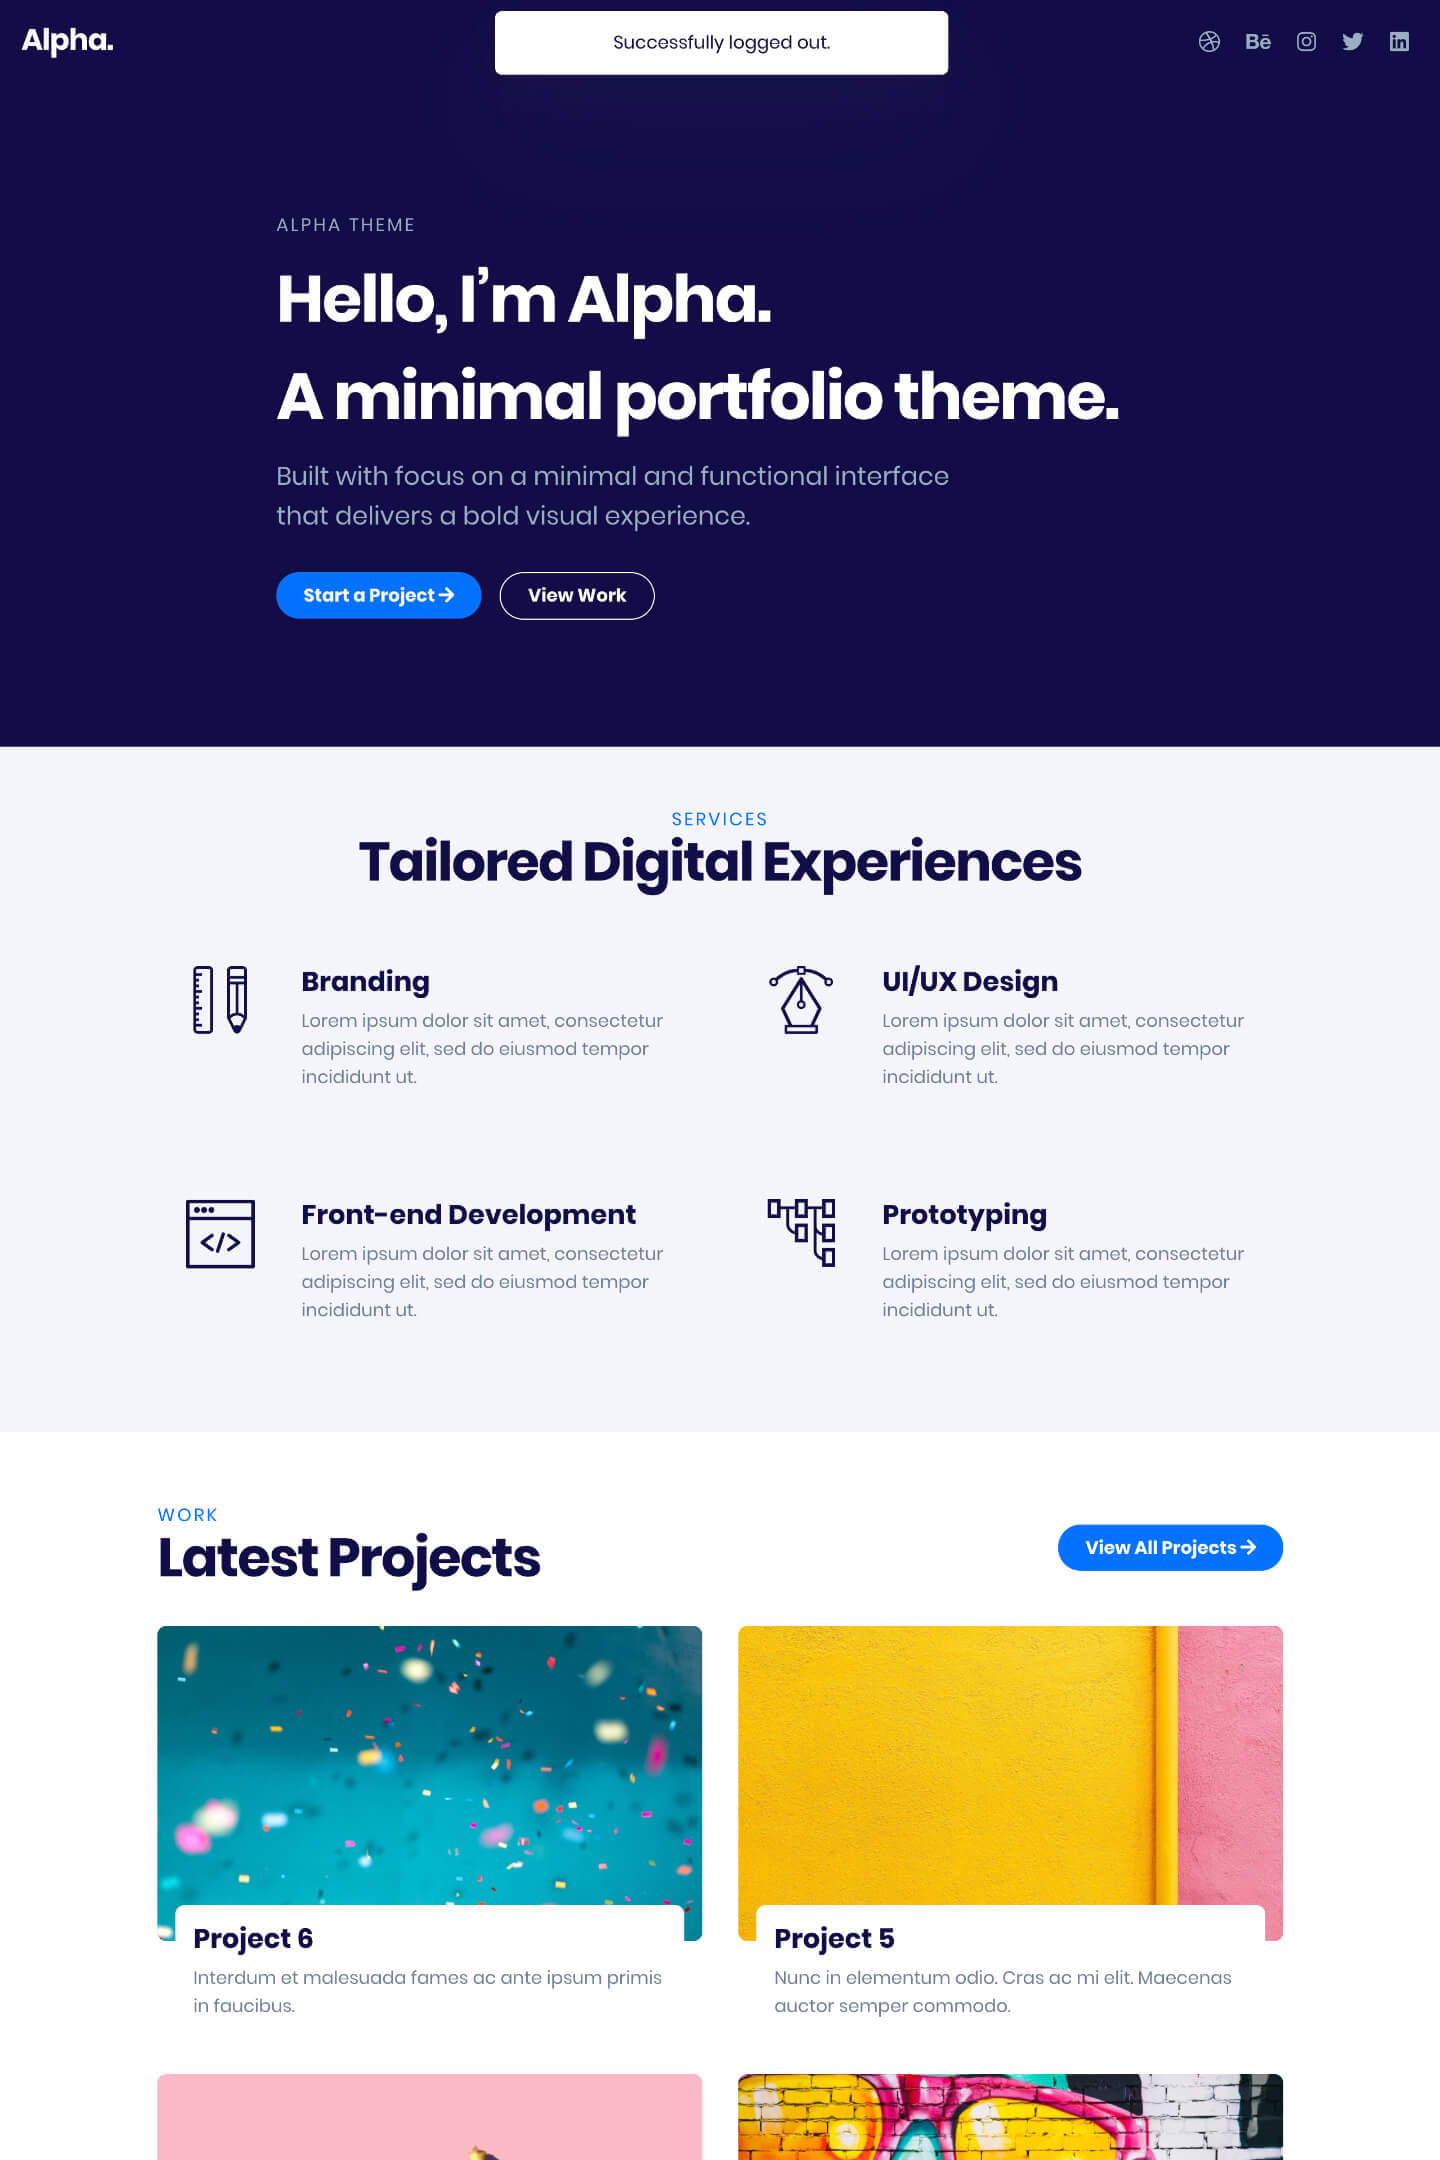 Alpha.
Successfully logged out.
Bē
ALPHA THEME
Hello, I’m Alpha.
A minimal portfolio theme.
Built with focus on a minimal and functional interface
that delivers a bold visual experience.
Start a Project
View Work
SERVICES
Tailored Digital Experiences
Branding
Lorem ipsum dolor sit amet, consectetur
adipiscing elit, sed do eiusmod tempor
incididunt ut.
UI/UX Design
Lorem ipsum dolor sit amet, consectetur
adipiscing elit, sed do eiusmod tempor
incididunt ut.
Front-end Development
Lorem ipsum dolor sit amet, consectetur
adipiscing elit, sed do eiusmod tempor
incididunt ut.
Prototyping
Lorem ipsum dolor sit amet, consectetur
adipiscing elit, sed do eiusmod tempor
incididunt ut.
WORK
Latest Projects
View All Projects
Project 6
Interdum et malesuada fames ac ante ipsum primis
in faucibus.
Project 5
Nunc in elementum odio. Cras ac mi elit. Maecenas
auctor semper commodo.